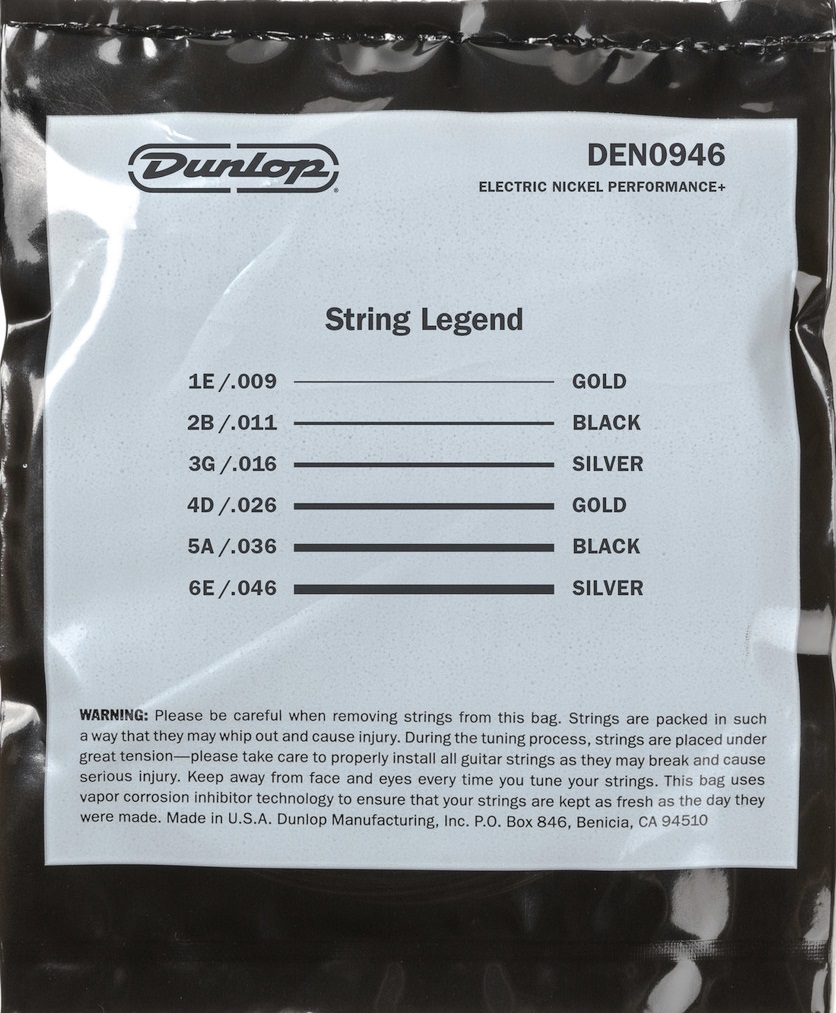 Dunlop®
DEN0946
ELECTRIC NICKEL PERFORMANCE+
String Legend
1E/.009 GOLD
2B/.011 BLACK
3G/.016 SILVER
4D/.026 GOLD
5A/.036 BLACK
6E/.046 SILVER
WARNING: Please be careful when removing strings from this bag. Strings are packed in such
a way that they may whip out and cause injury. During the tuning process, strings are placed under
great tension—please take care to properly install all guitar strings as they may break and cause
serious injury. Keep away from face and eyes every time you tune your strings. This bag uses
vapor corrosion inhibitor technology to ensure that your strings are kept as fresh as the day they
were made. Made in U.S.A. Dunlop Manufacturing, Inc. P.O. Box 846, Benicia, CA 94510